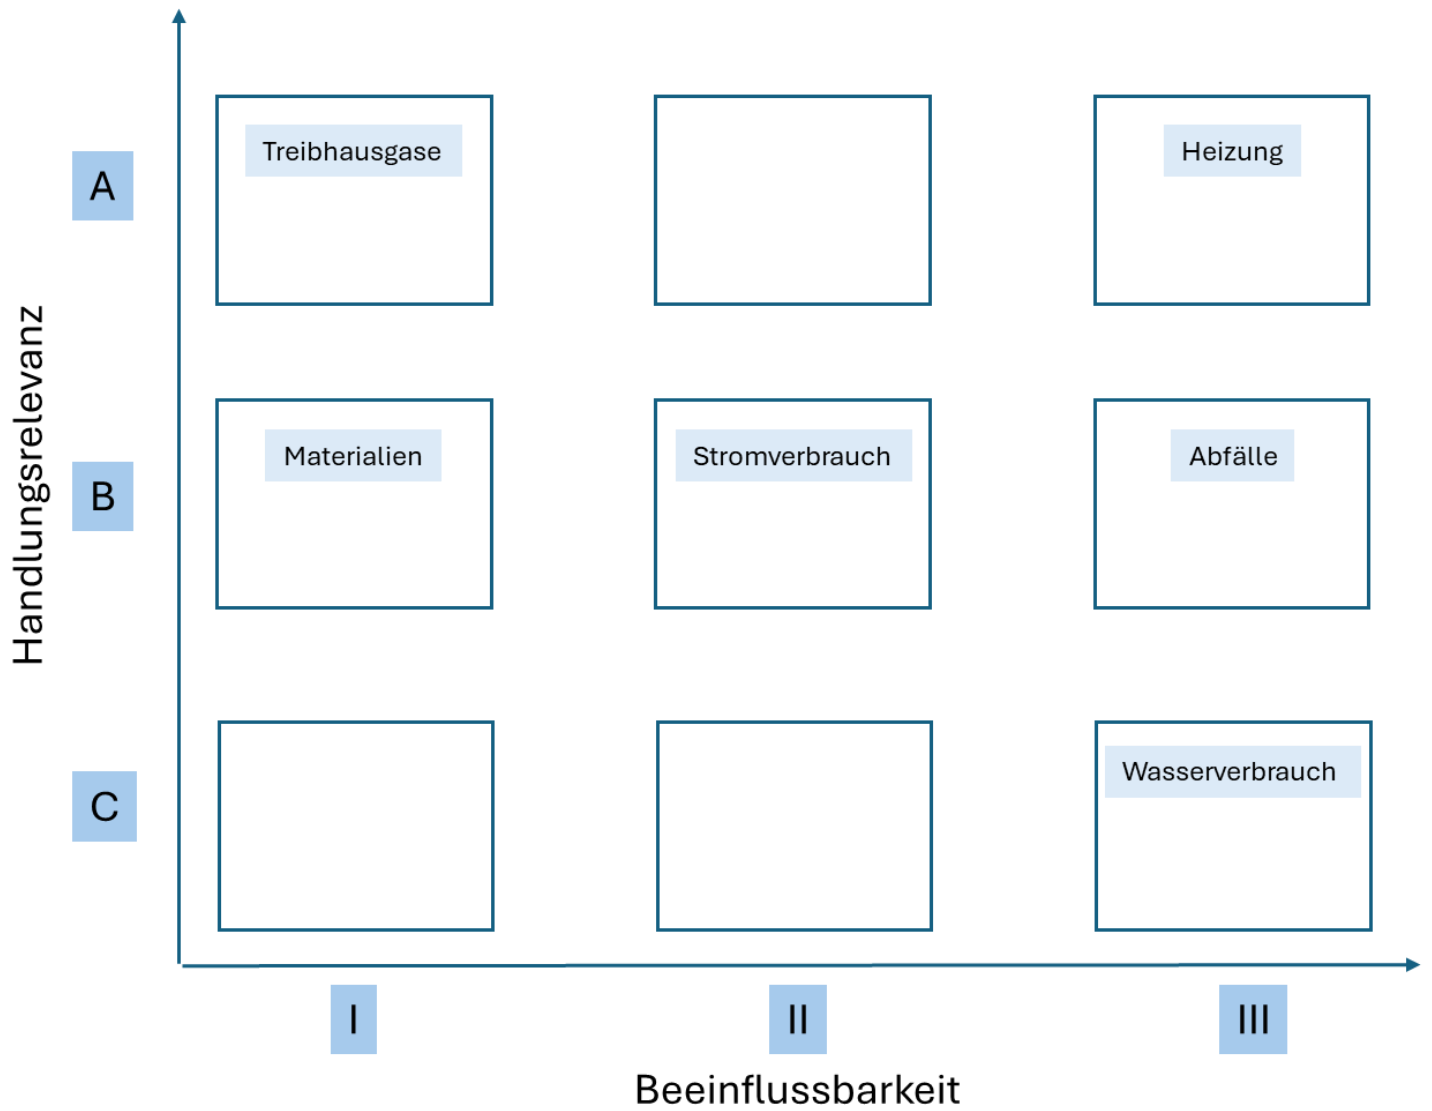 Handlungsrelevanz
A
Treibhausgase
Heizung
B
Materialien
Stromverbrauch
Abfälle
C
Wasserverbrauch
I
II
III
Beeinflussbarkeit